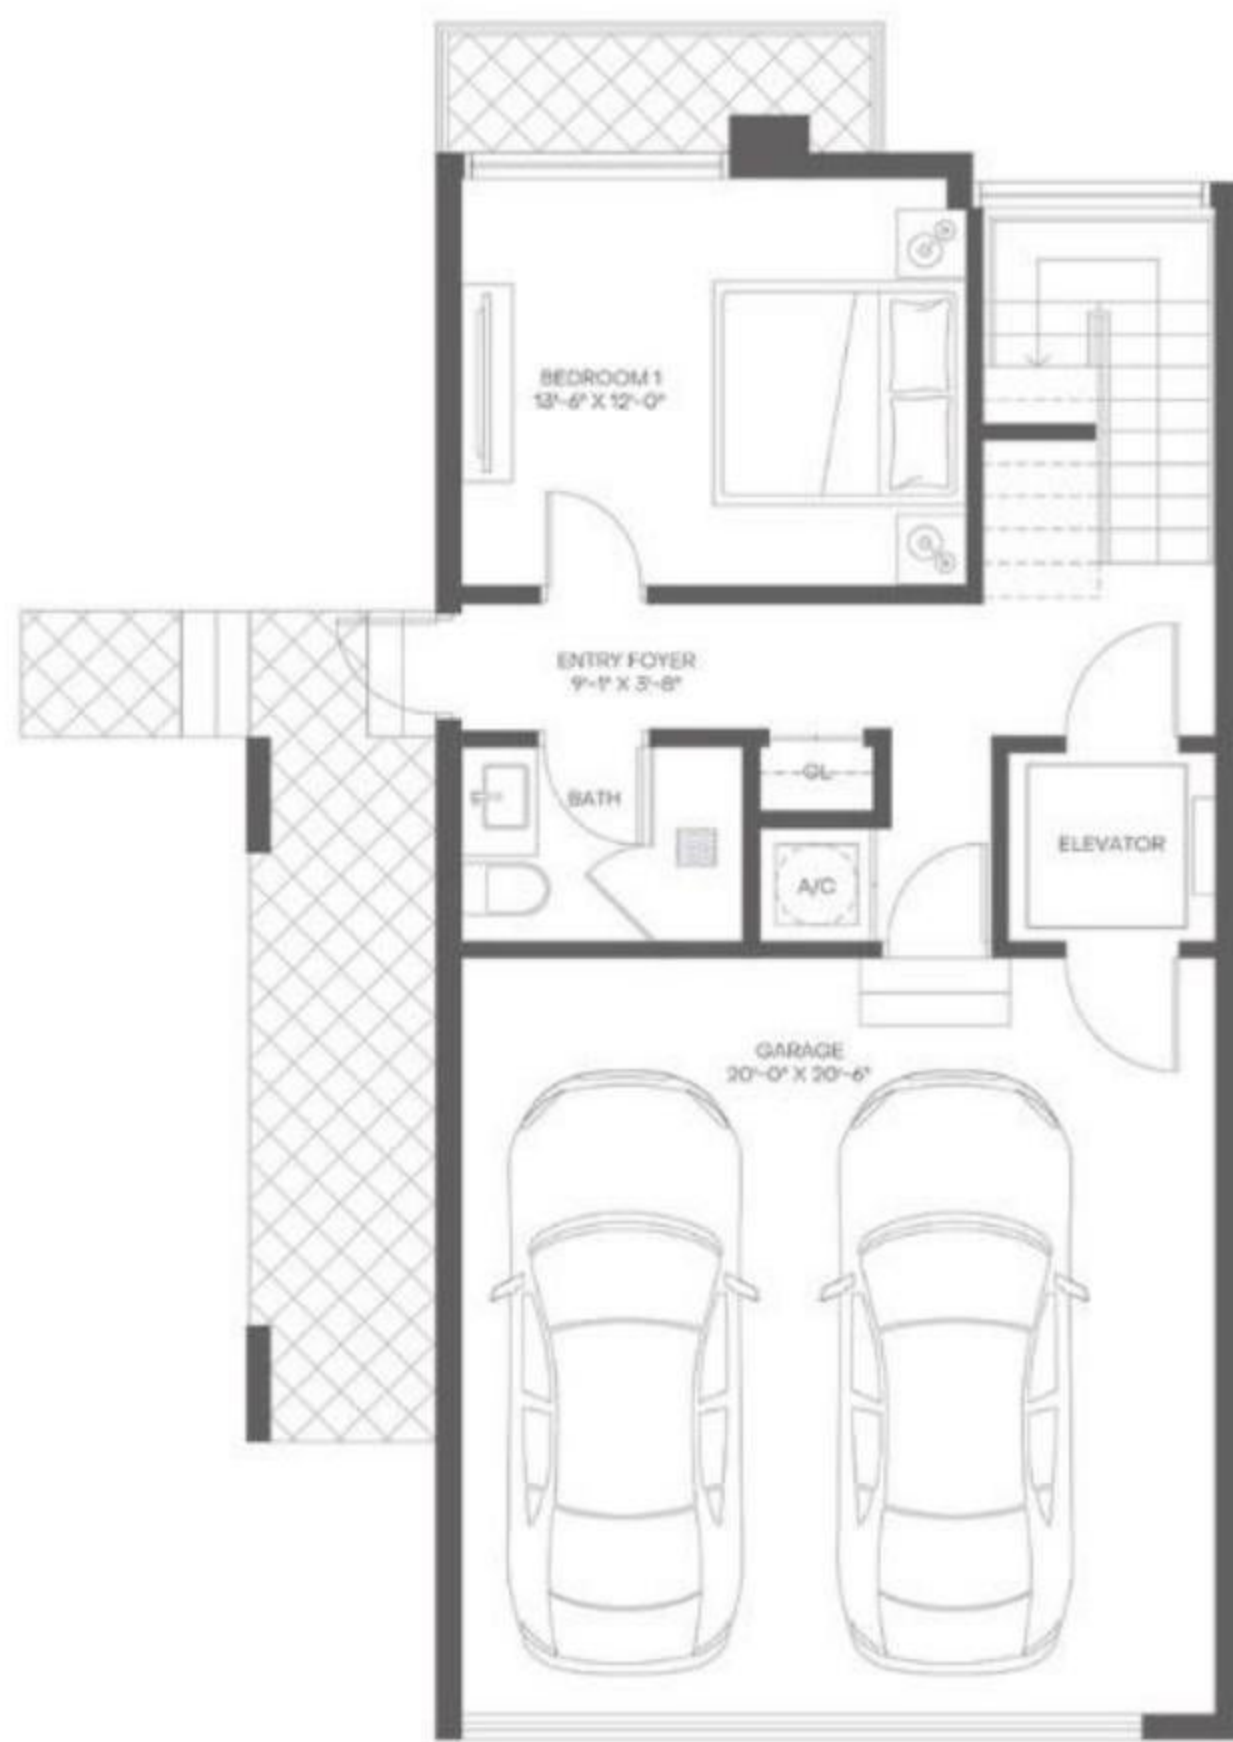 BEDROOM 1
13'-6" X 12'-0"
ENTRY FOYER
9'-1" X 3'-8"
BATH
CL
A/C
ELEVATOR
GARAGE
20'-0" X 20'-6"